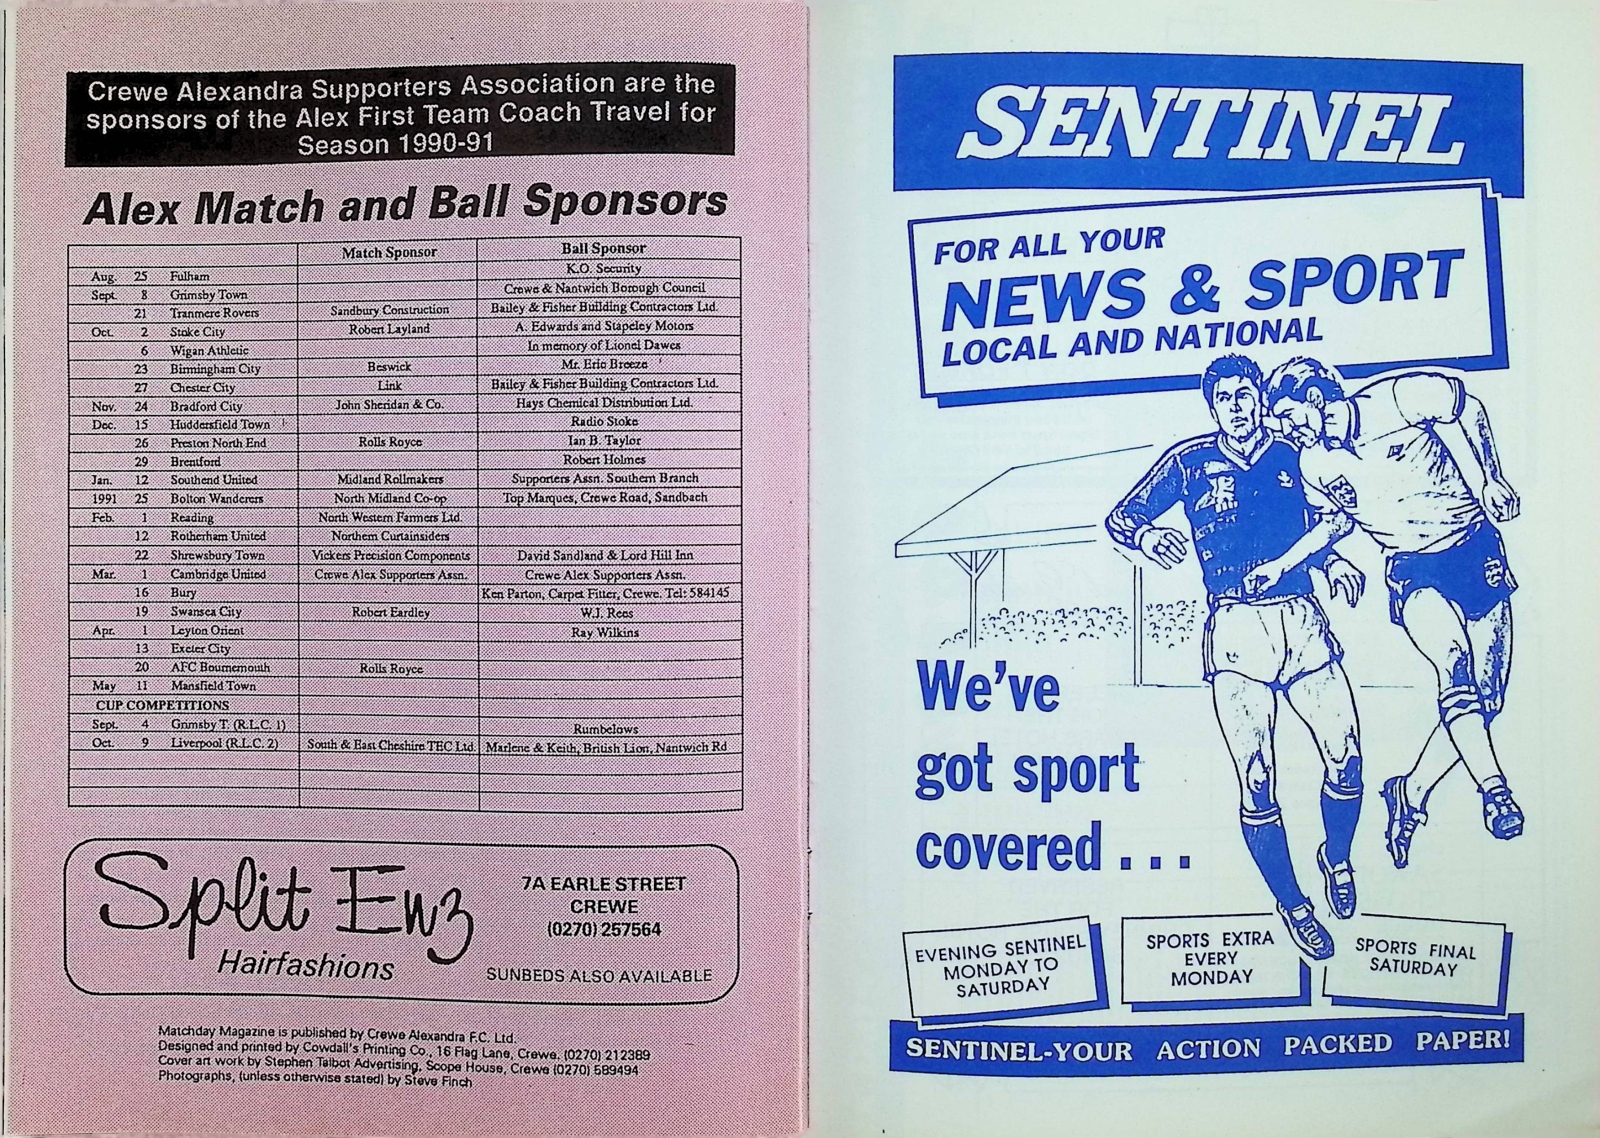 Crewe Alexandra Supporters Association are the
sponsors of the Alex First Team Coach Travel for
Season 1990-91
Alex Match and Ball Sponsors
Match Sponsor Ball Sponsor
Aug. 25 Fulham K.O. Security
Sept. 8 Grimsby Town Crewe & Nantwich Borough Council
21 Tranmere Rovers Sandbury Construction Bailey & Fisher Building Contractors Ltd.
Oct. 2 Stoke City Robert Layland A. Edwards and Stapeley Motors
6 Wigan Athletic In memory of Lionel Dawes
23 Birmingham City Beswick Mr. Eric Breeze
27 Chester City Link Bailey & Fisher Building Contractors Ltd.
Nov. 24 Bradford City John Sheridan & Co. Hays Chemical Distribution Ltd.
Dec. 15 Huddersfield Town Radio Stoke
26 Preston North End Rolls Royce Ian B. Taylor
29 Brentford Robert Holmes
Jan. 12 Southend United Midland Rollmakers Supporters Assn. Southern Branch
1991 25 Bolton Wanderers North Midland Co-op Top Marques, Crewe Road, Sandbach
Feb. 1 Reading North Western Farmers Ltd.
12 Rotherham United Northern Curtainsiders
22 Shrewsbury Town Vickers Precision Components David Sandland & Lord Hill Inn
Mar. 1 Cambridge United Crewe Alex Supporters Assn. Crewe Alex Supporters Assn.
16 Bury Ken Parton, Carpet Fitter, Crewe. Tel: 584145
19 Swansea City Robert Eardley W.J. Rees
Apr. 1 Leyton Orient Ray Wilkins
13 Exeter City
20 AFC Bournemouth Rolls Royce
May 11 Mansfield Town
CUP COMPETITIONS
Sept. 4 Grimsby T. (R.L.C. 1) Rumbelows
Oct. 9 Liverpool (R.L.C. 2) South & East Cheshire TEC Ltd. Marlene & Keith, British Lion, Nantwich Rd
Split Enz
Hairfashions
7A EARLE STREET
CREWE
(0270) 257564
SUNBEDS ALSO AVAILABLE
Matchday Magazine is published by Crewe Alexandra F.C. Ltd.
Designed and printed by Cowdall's Printing Co., 16 Flag Lane, Crewe. (0270) 212389
Cover art work by Stephen Talbot Advertising, Scope House, Crewe (0270) 589494
Photographs, (unless otherwise stated) by Steve Finch
SENTINEL
FOR ALL YOUR
NEWS & SPORT
LOCAL AND NATIONAL
We've
got sport
covered ...
EVENING SENTINEL
MONDAY TO
SATURDAY
SPORTS EXTRA
EVERY
MONDAY
SPORTS FINAL
SATURDAY
SENTINEL-YOUR ACTION PACKED PAPER!